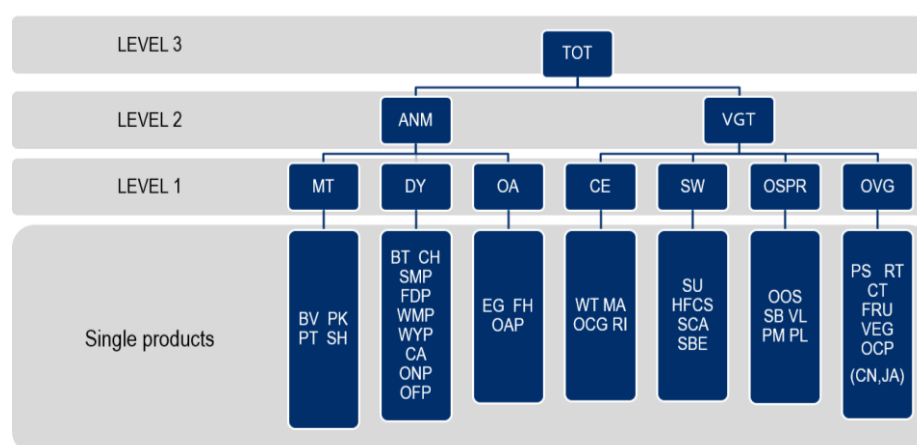 LEVEL 3
TOT
LEVEL 2
ANM
VGT
LEVEL 1
MT
DY
OA
CE
SW
OSPR
OVG
Single products
BV PK
PT SH
BT CH
SMP
FDP
WMP
WYP
CA
ONP
OFP
EG FH
OAP
WT MA
OCG RI
SU
HFCS
SCA
SBE
OOS
SB VL
PM PL
PS RT
CT
FRU
VEG
OCP
(CN,JA)